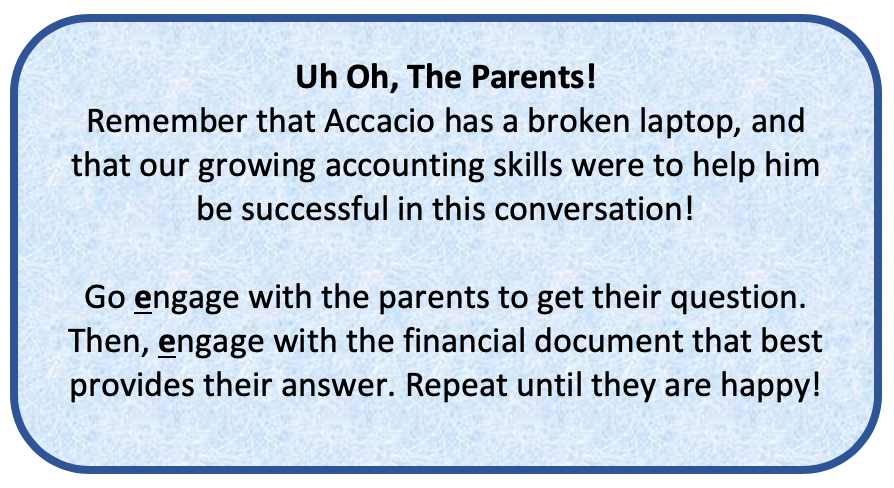 Uh Oh, The Parents!
Remember that Accacio has a broken laptop, and
that our growing accounting skills were to help him
be successful in this conversation!
Go engage with the parents to get their question.
Then, engage with the financial document that best
provides their answer. Repeat until they are happy!